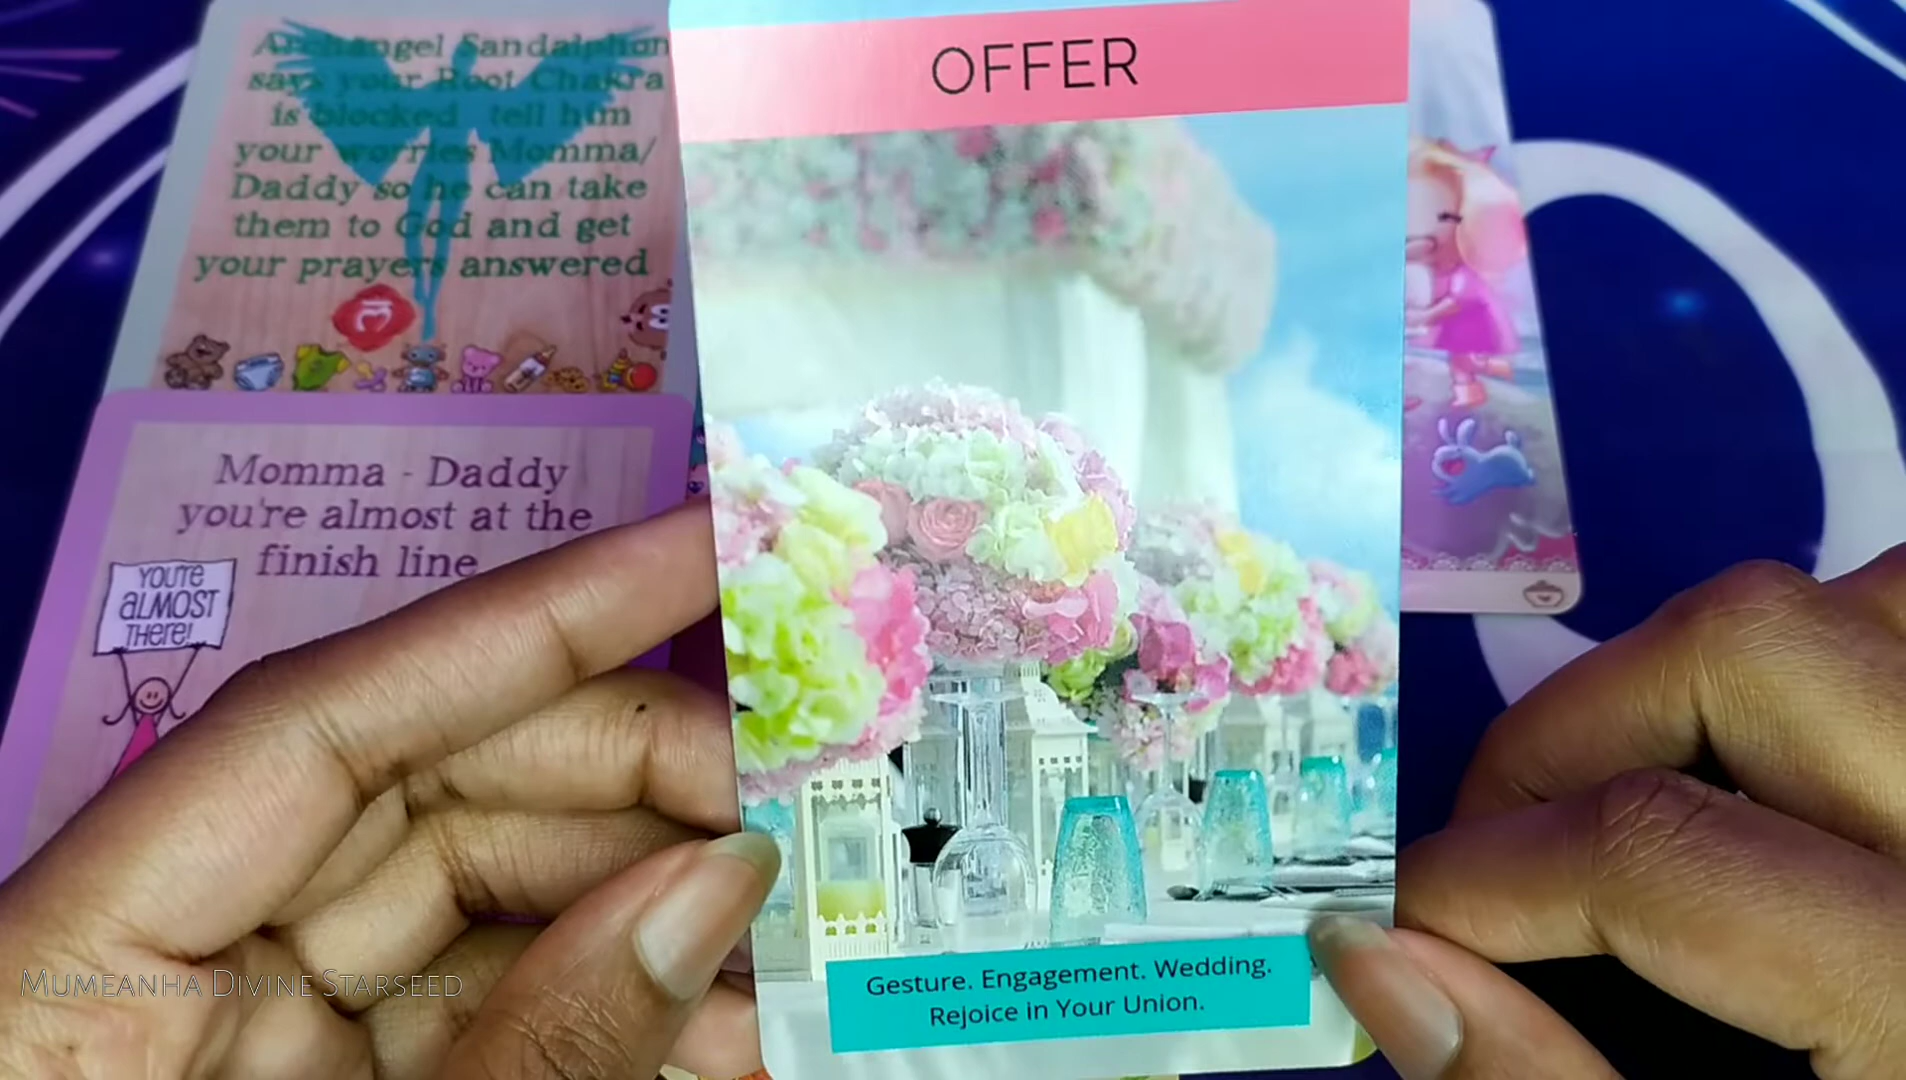 Archangel Sandalphon
says your Root Chakra
is blocked tell him
your worries Momma/
Daddy so he can take
them to God and get
your prayers answered
Momma - Daddy
you're almost at the
finish line
YOU'RE
aLMOST
THere!
OFFER
Gesture. Engagement. Wedding.
Rejoice in Your Union.
MUMEANHA DIVINE STARSEED